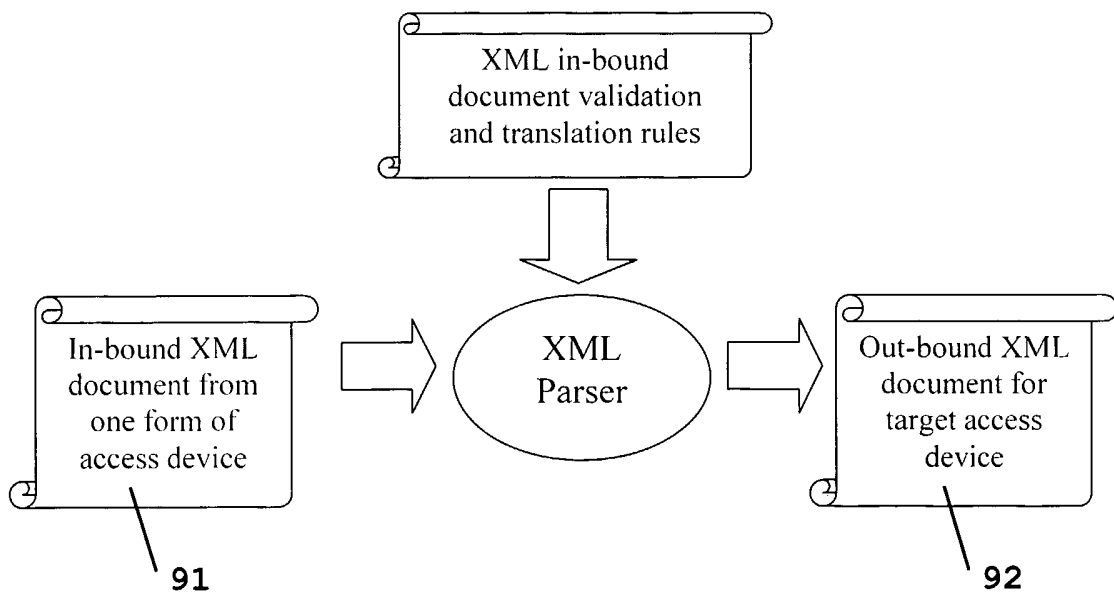 XML in-bound
document validation
and translation rules
In-bound XML
document from
one form of
access device
XML
Parser
Out-bound XML
document for
target access
device
91
92